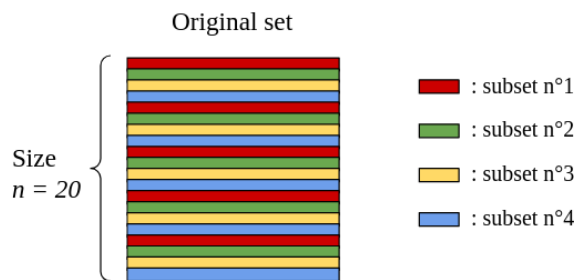 Original set
Size
n = 20
: subset n°1
: subset n°2
: subset n°3
: subset n°4